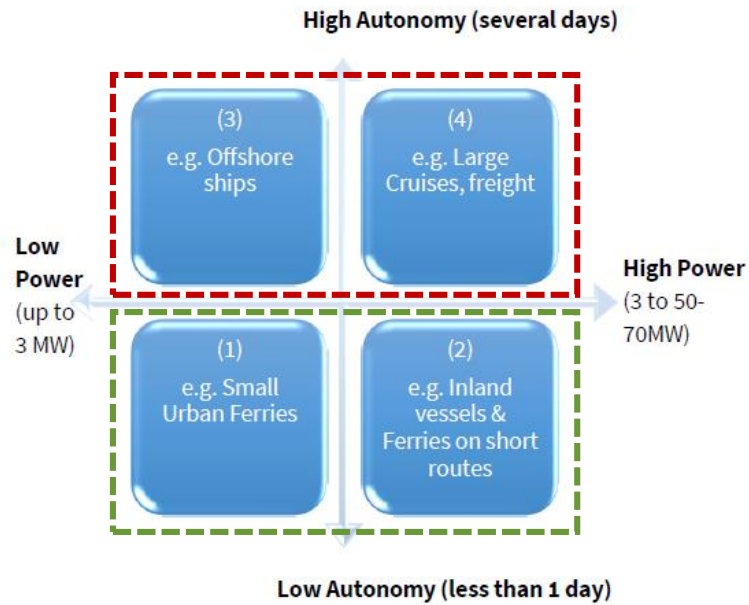 High Autonomy (several days)
(3)
e.g. Offshore
ships
(4)
e.g. Large
Cruises, freight
Low
Power
(up to
3 MW)
High Power
(3 to 50-
70MW)
(1)
e.g. Small
Urban Ferries
(2)
e.g. Inland
vessels &
Ferries on short
routes
Low Autonomy (less than 1 day)